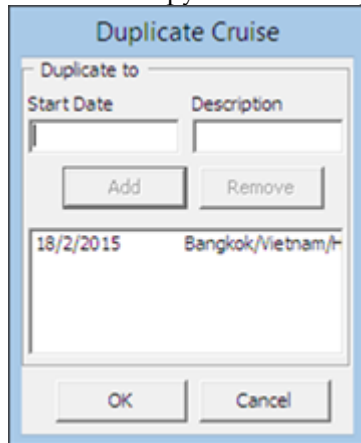 Duplicate Cruise
Duplicate to
Start Date Description
Add Remove
18/2/2015 Bangkok/Vietnam/H
OK Cancel